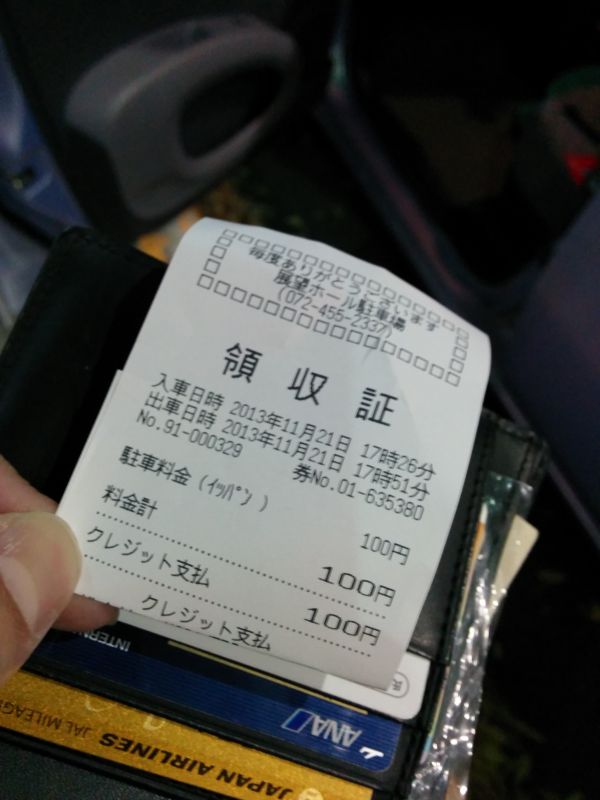 毎度ありがとうございます
展望ホール駐車場
(072-455-2337)
領収証
入車日時 2013年11月21日 17時26分
出車日時 2013年11月21日 17時51分
No.91-000329 券No.01-635380
駐車料金(イッパン) 100円
料金計 100円
クレジット支払 100円
クレジット支払
INTERN
ANA
JAPAN AIRLINES JAL MILEAG